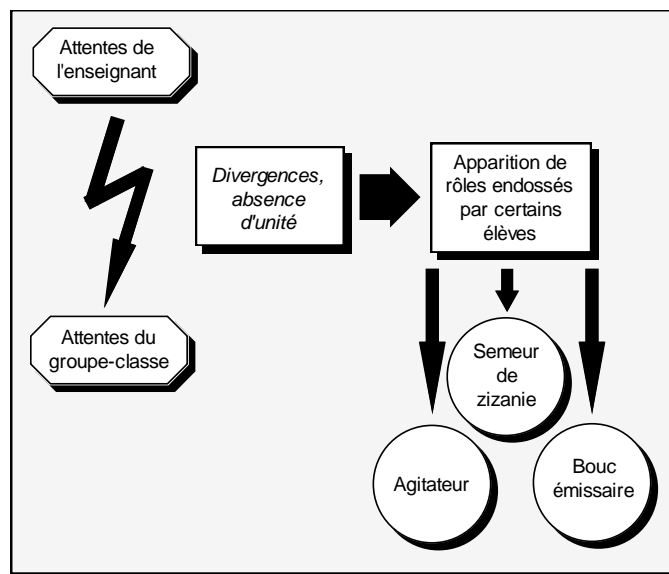 Attentes de
l'enseignant
Divergences,
absence
d'unité
Apparition de
rôles endossés
par certains
élèves
Attentes du
groupe-classe
Semeur
de
zizanie
Agitateur
Bouc
émissaire